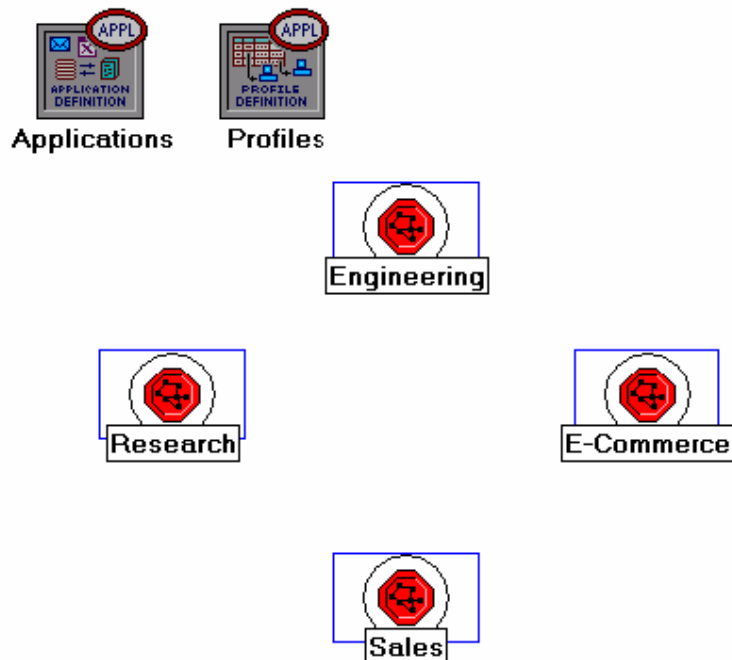 APPL
APPLICATION
DEFINITION
Applications
APPL
PROFILE
DEFINITION
Profiles
Engineering
Research
E-Commerce
Sales